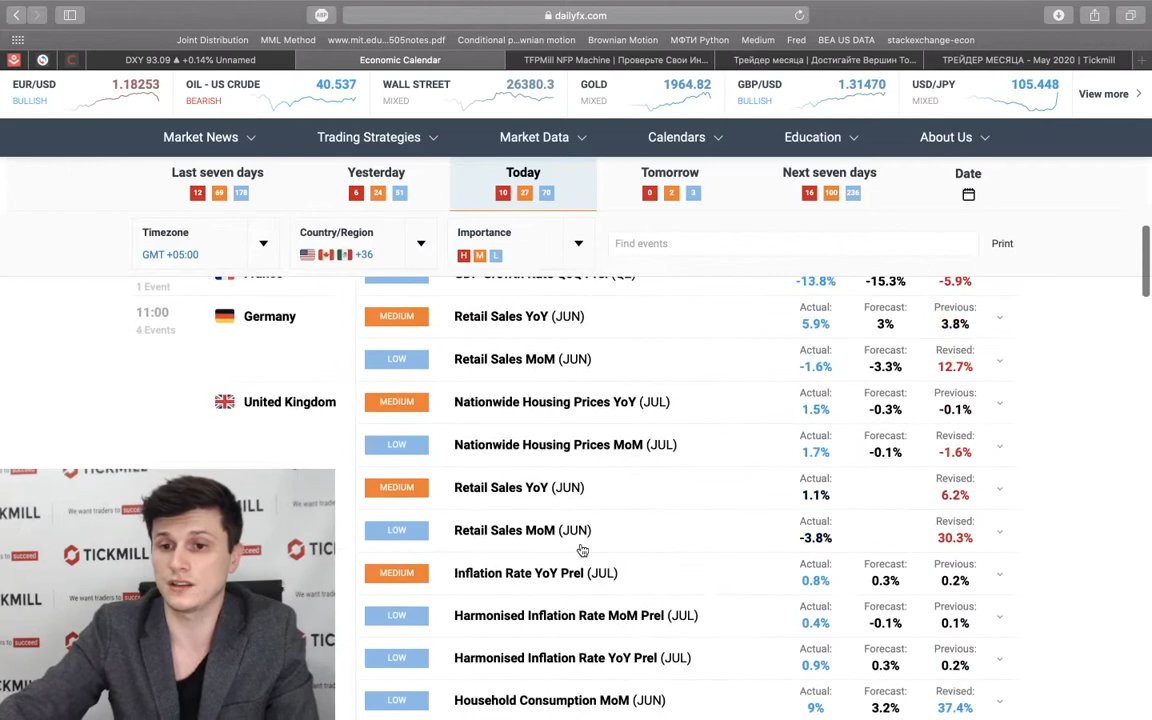 dailyfx.com
Joint Distribution MML Method www.mit.edu...505notes.pdf Conditional p...wnian motion Brownian Motion МФТИ Python Medium Fred BEA US DATA stackexchange-econ
DXY 93.09 ▲ +0.14% Unnamed Economic Calendar TFPMill NFP Machine | Проверьте Свои Ин... Трейдер месяца | Достигайте Вершин То... ТРЕЙДЕР МЕСЯЦА - May 2020 | Tickmill
EUR/USD 1.18253 OIL - US CRUDE 40.537 WALL STREET 26380.3 GOLD 1964.82 GBP/USD 1.31470 USD/JPY 105.448 View more
BULLISH BEARISH MIXED MIXED BULLISH MIXED
Market News Trading Strategies Market Data Calendars Education About Us
Last seven days Yesterday Today Tomorrow Next seven days Date
12 69 178 6 24 51 10 27 70 0 2 3 16 100 236
Timezone Country/Region Importance
GMT +05:00 +36 H M L Find events Print
France GDP Growth Rate QoQ Prel (Q2)
1 Event -13.8% -15.3% -5.9%
11:00 Germany MEDIUM Retail Sales YoY (JUN) Actual: Forecast: Previous:
4 Events 5.9% 3% 3.8%
LOW Retail Sales MoM (JUN) Actual: Forecast: Revised:
-1.6% -3.3% 12.7%
United Kingdom MEDIUM Nationwide Housing Prices YoY (JUL) Actual: Forecast: Previous:
1.5% -0.3% -0.1%
LOW Nationwide Housing Prices MoM (JUL) Actual: Forecast: Revised:
1.7% -0.1% -1.6%
MEDIUM Retail Sales YoY (JUN) Actual: Revised:
1.1% 6.2%
LOW Retail Sales MoM (JUN) Actual: Revised:
-3.8% 30.3%
MEDIUM Inflation Rate YoY Prel (JUL) Actual: Forecast: Previous:
0.8% 0.3% 0.2%
LOW Harmonised Inflation Rate MoM Prel (JUL) Actual: Forecast: Previous:
0.4% -0.1% 0.1%
LOW Harmonised Inflation Rate YoY Prel (JUL) Actual: Forecast: Previous:
0.9% 0.3% 0.2%
LOW Household Consumption MoM (JUN) Actual: Forecast: Revised:
9% 3.2% 37.4%
TICKMILL
We want traders to succeed